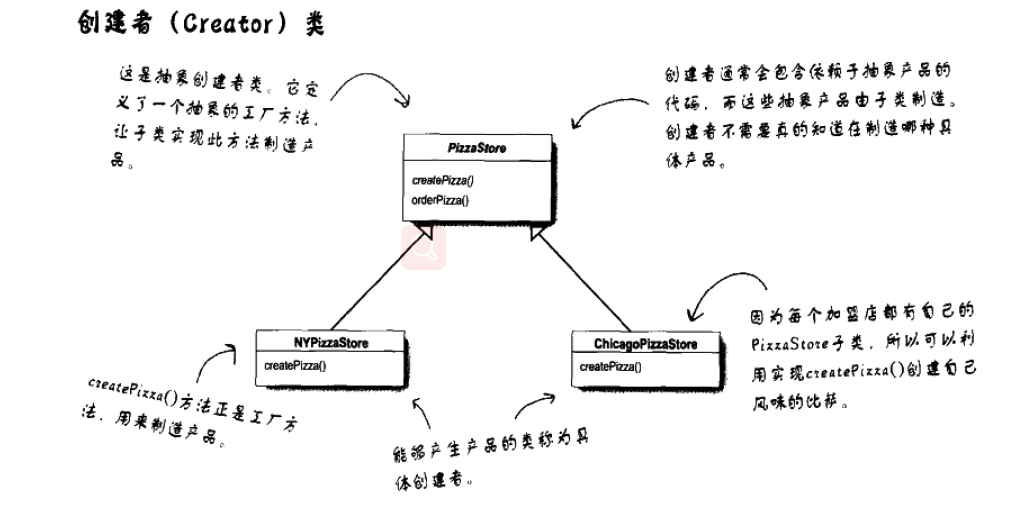 创建者（Creator）类
这是抽象创建者类。它定
义了一个抽象的工厂方法，
让子类实现此方法制造产
品。
创建者通常会包含依赖于抽象产品的
代码，而这些抽象产品由子类制造。
创建者不需要真的知道在制造哪种具
体产品。
PizzaStore
createPizza()
orderPizza()
NYPizzaStore
createPizza()
ChicagoPizzaStore
createPizza()
因为每个加盟店都有自己的
PizzaStore子类，所以可以利
用实现createPizza()创建自己
风味的比萨。
createPizza()方法正是工厂方
法，用来制造产品。
能够产生产品的类称为具
体创建者。